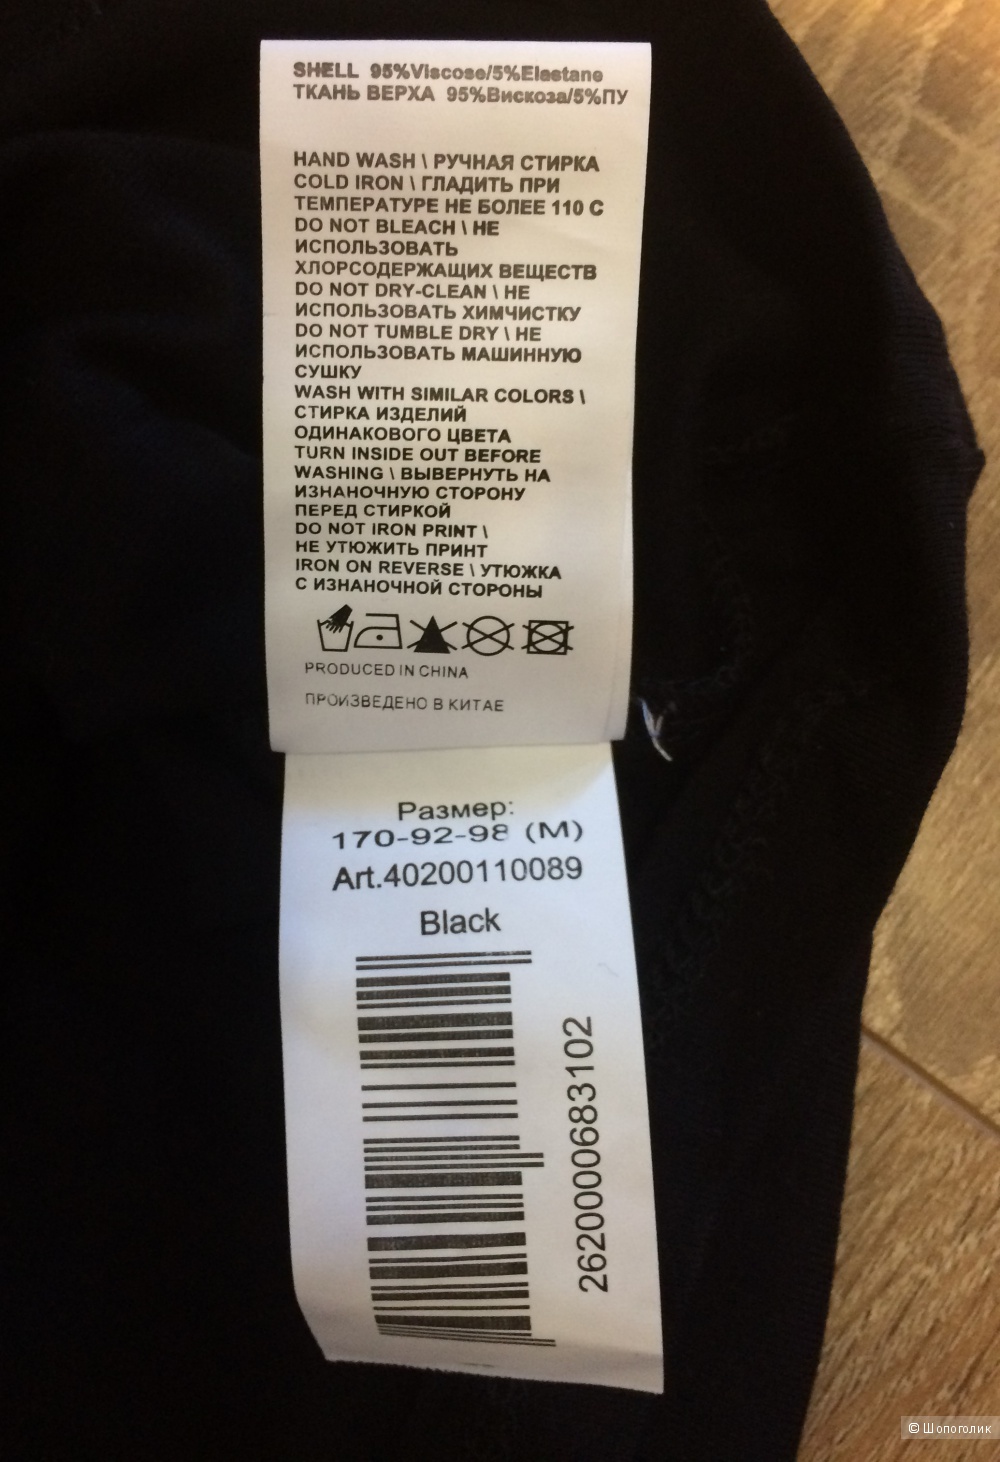 SHELL 95%Viscose/5%Elastane
ТКАНЬ ВЕРХА 95%Вискоза/5%ПУ
HAND WASH \ РУЧНАЯ СТИРКА
COLD IRON \ ГЛАДИТЬ ПРИ
ТЕМПЕРАТУРЕ НЕ БОЛЕЕ 110 С
DO NOT BLEACH \ НЕ
ИСПОЛЬЗОВАТЬ
ХЛОРСОДЕРЖАЩИХ ВЕЩЕСТВ
DO NOT DRY-CLEAN \ НЕ
ИСПОЛЬЗОВАТЬ ХИМЧИСТКУ
DO NOT TUMBLE DRY \ НЕ
ИСПОЛЬЗОВАТЬ МАШИННУЮ
СУШКУ
WASH WITH SIMILAR COLORS \
СТИРКА ИЗДЕЛИЙ
ОДИНАКОВОГО ЦВЕТА
TURN INSIDE OUT BEFORE
WASHING \ ВЫВЕРНУТЬ НА
ИЗНАНОЧНУЮ СТОРОНУ
ПЕРЕД СТИРКОЙ
DO NOT IRON PRINT \
НЕ УТЮЖИТЬ ПРИНТ
IRON ON REVERSE \ УТЮЖКА
С ИЗНАНОЧНОЙ СТОРОНЫ
PRODUCED IN CHINA
ПРОИЗВЕДЕНО В КИТАЕ
Размер:
170-92-98 (M)
Art.40200110089
Black
2620000683102
© Шопоголик